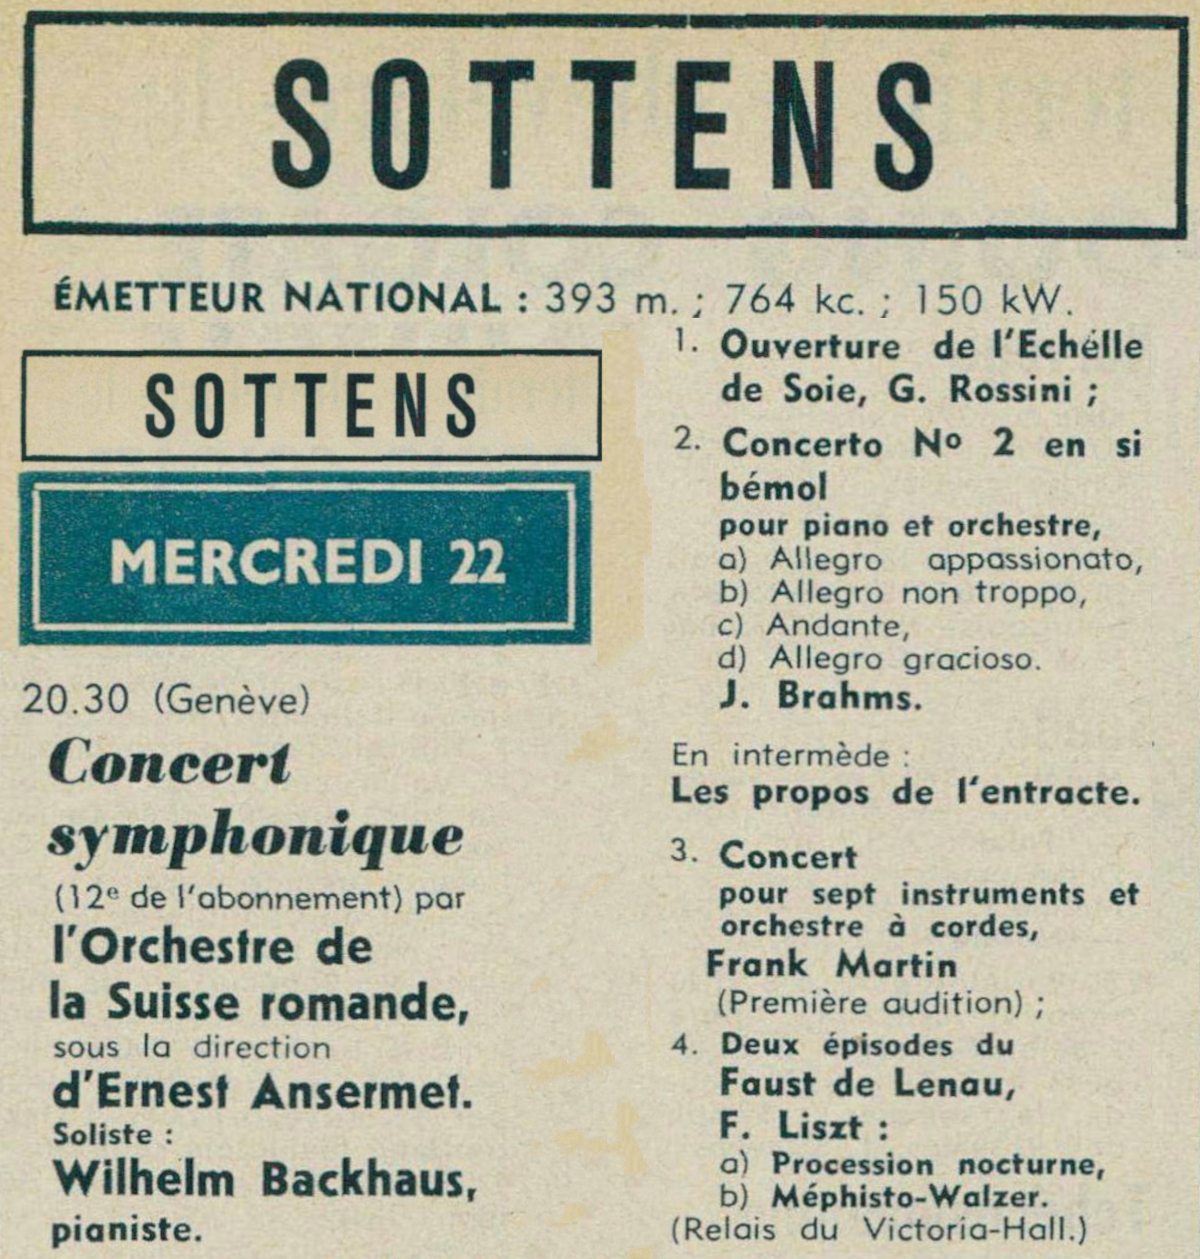 SOTTENS
ÉMETTEUR NATIONAL : 393 m. ; 764 kc. ; 150 kW.
SOTTENS
MERCREDI 22
20.30 (Genève)
Concert
symphonique
(12e de l'abonnement) par
l'Orchestre de
la Suisse romande,
sous la direction
d'Ernest Ansermet.
Soliste :
Wilhelm Backhaus,
pianiste.
1. Ouverture de l'Echélle
de Soie, G. Rossini ;
2. Concerto No 2 en si
bémol
pour piano et orchestre,
a) Allegro appassionato,
b) Allegro non troppo,
c) Andante,
d) Allegro gracioso.
J. Brahms.
En intermède :
Les propos de l'entracte.
3. Concert
pour sept instruments et
orchestre à cordes,
Frank Martin
(Première audition) ;
4. Deux épisodes du
Faust de Lenau,
F. Liszt :
a) Procession nocturne,
b) Méphisto-Walzer.
(Relais du Victoria-Hall.)